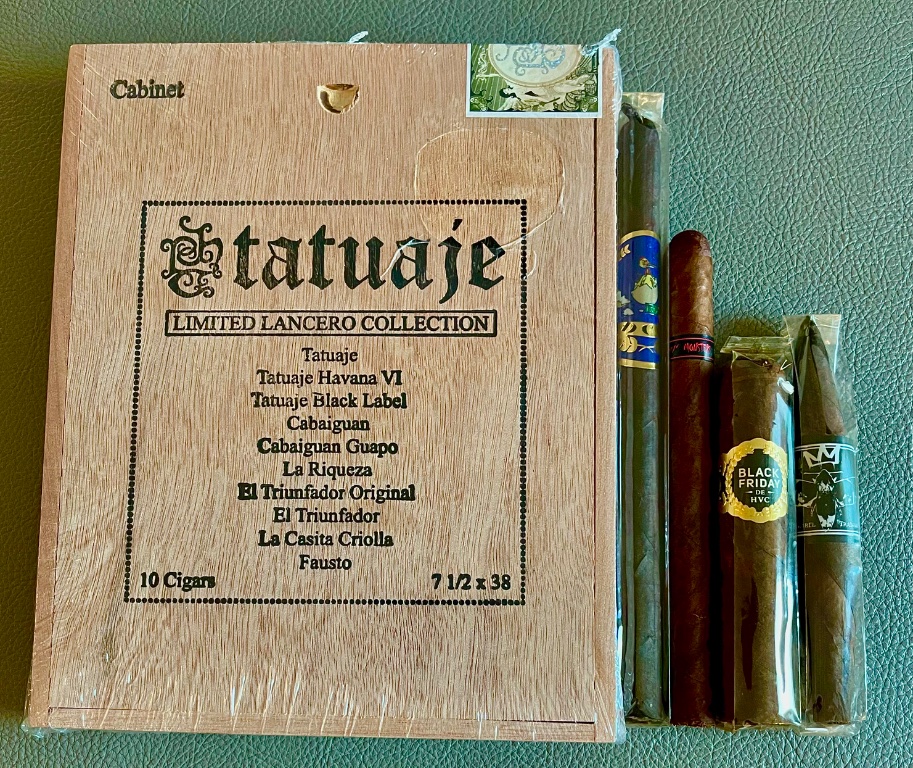 Cabinet
tatuaje
LIMITED LANCERO COLLECTION
Tatuaje
Tatuaje Havana VI
Tatuaje Black Label
Cabaiguan
Cabaiguan Guapo
La Riqueza
El Triunfador Original
El Triunfador
La Casita Criolla
Fausto
10 Cigars
7 1/2 x 38
BLACK
FRIDAY
DE
HVC